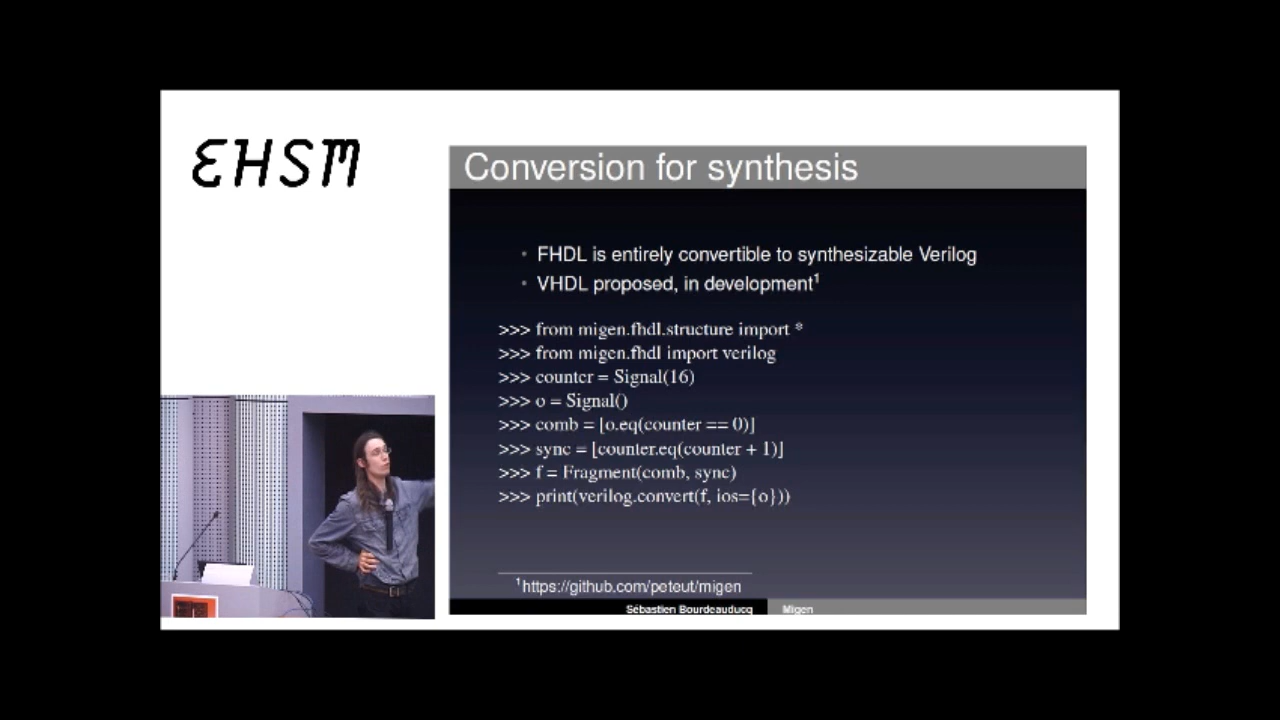 EHSM
Conversion for synthesis
• FHDL is entirely convertible to synthesizable Verilog
• VHDL proposed, in development1
>>> from migen.fhdl.structure import *
>>> from migen.fhdl import verilog
>>> counter = Signal(16)
>>> o = Signal()
>>> comb = [o.eq(counter == 0)]
>>> sync = [counter.eq(counter + 1)]
>>> f = Fragment(comb, sync)
>>> print(verilog.convert(f, ios={o}))
1https://github.com/peteut/migen
Sébastien Bourdeauducq Migen